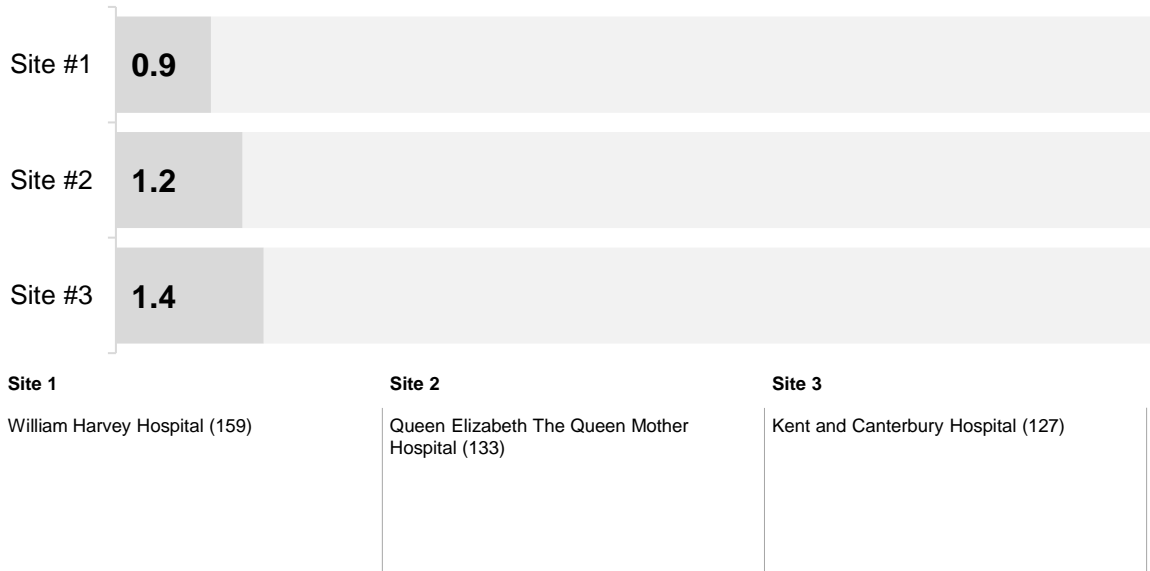 Site #1
0.9
Site #2
1.2
Site #3
1.4
Site 1
William Harvey Hospital (159)
Site 2
Queen Elizabeth The Queen Mother
Hospital (133)
Site 3
Kent and Canterbury Hospital (127)